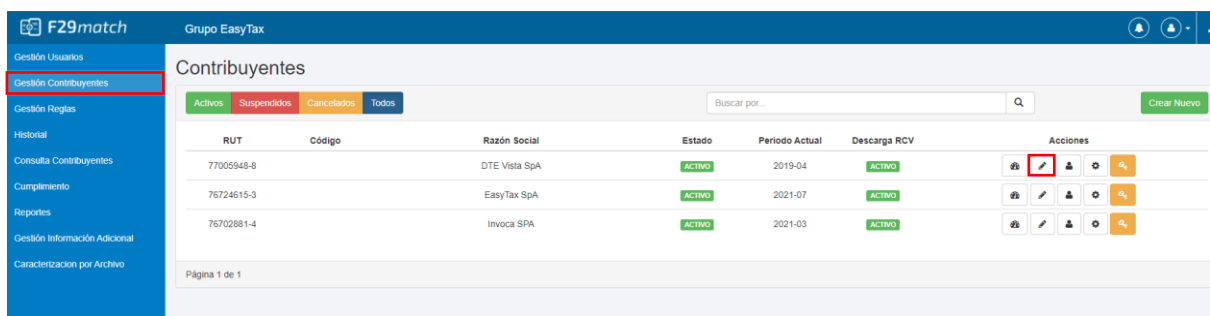 F29match
Grupo EasyTax
Gestión Usuarios
Gestión Contribuyentes
Gestión Reglas
Historial
Consulta Contribuyentes
Cumplimiento
Reportes
Gestión Información Adicional
Caracterizacion por Archivo
Contribuyentes
Activos Suspendidos Cancelados Todos Buscar por... Crear Nuevo
RUT Código Razón Social Estado Periodo Actual Descarga RCV Acciones
77005948-8 DTE Vista SpA ACTIVO 2019-04 ACTIVO
76724615-3 EasyTax SpA ACTIVO 2021-07 ACTIVO
76702881-4 Invoca SPA ACTIVO 2021-03 ACTIVO
Página 1 de 1